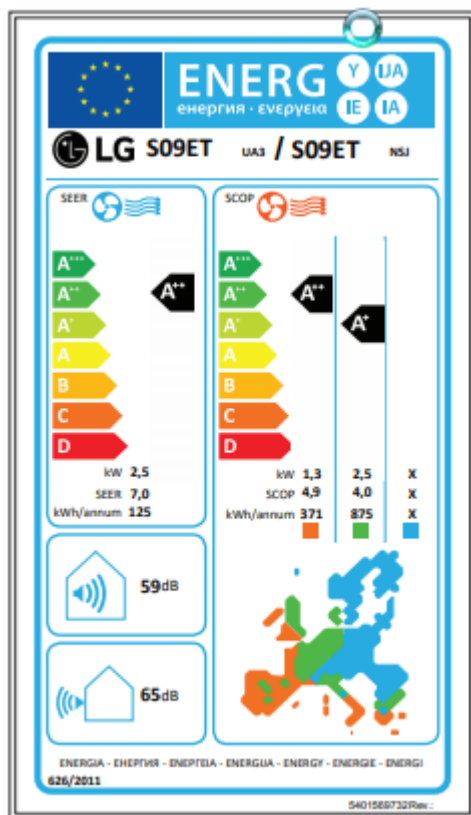 ENERG Y IJA
енергия · ενεργεια IE IA
LG S09ET UA3 / S09ET NSJ
SEER SCOP
A+++ A+++
A++ A++ A++
A+ A+ A+
A A
B B
C C
D D
kW 2,5 kW 1,3 2,5 X
SEER 7,0 SCOP 4,9 4,0 X
kWh/annum 125 kWh/annum 371 875 X
59dB
65dB
ENERGIA - ЕНЕРГИЯ - ΕΝΕΡΓΕΙΑ - ENERGIJA - ENERGY - ENERGIE - ENERGI
626/2011
5401569732Rev.: